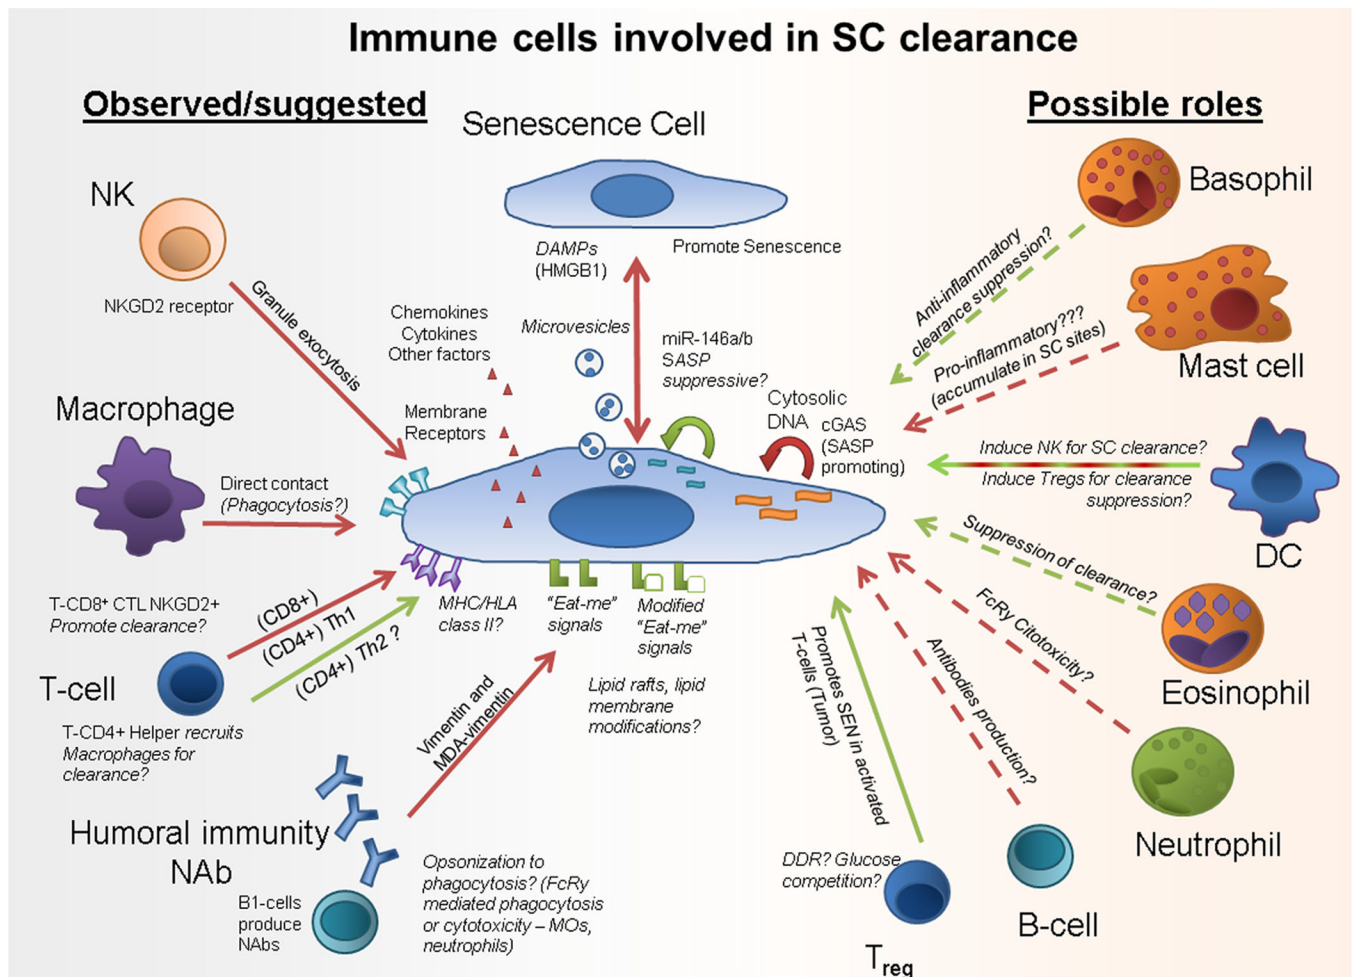 Immune cells involved in SC clearance
Observed/suggested
NK
NKGD2 receptor
Granule exocytosis
Macrophage
Direct contact
(Phagocytosis?)
T-CD8+ CTL NKGD2+
Promote clearance?
T-cell
(CD8+)
(CD4+) Th1
(CD4+) Th2 ?
T-CD4+ Helper recruits
Macrophages for
clearance?
Humoral immunity
NAb
B1-cells
produce
NAbs
Vimentin and
MDA-vimentin
Opsonization to
phagocytosis? (FcRy
mediated phagocytosis
or cytotoxicity – MOs,
neutrophils)
Senescence Cell
DAMPs
(HMGB1)
Promote Senescence
Chemokines
Cytokines
Other factors
Microvesicles
miR-146a/b
SASP
suppressive?
Membrane
Receptors
Cytosolic
DNA
cGAS
(SASP
promoting)
MHC/HLA
class II?
"Eat-me"
signals
Modified
"Eat-me"
signals
Lipid rafts, lipid
membrane
modifications?
Possible roles
Basophil
Anti-inflammatory
clearance suppression?
Mast cell
Pro-inflammatory???
(accumulate in SC sites)
Induce NK for SC clearance?
Induce Tregs for clearance
suppression?
DC
Suppression of clearance?
Eosinophil
FcRy Citotoxicity?
Neutrophil
Antibodies production?
B-cell
Promotes SEN in activated
T-cells (Tumor)
DDR? Glucose
competition?
Treg